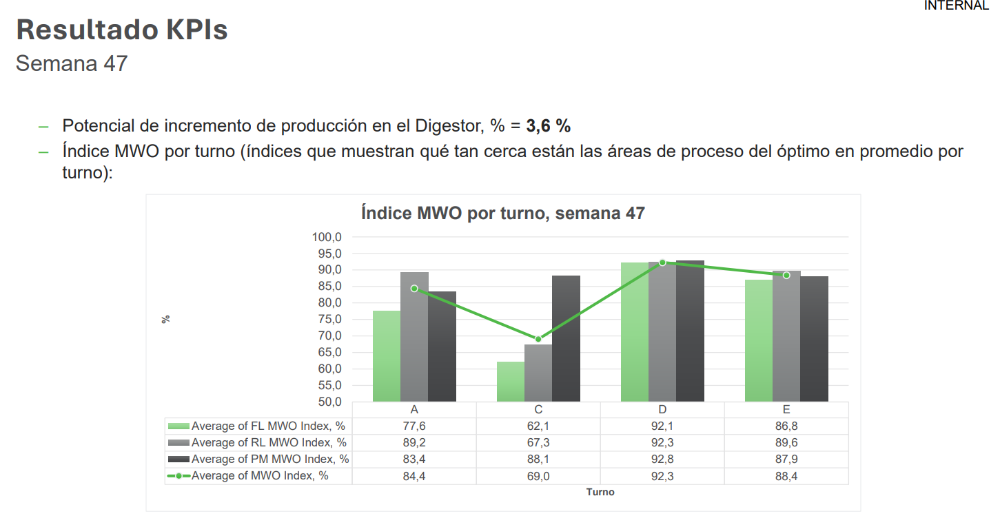 INTERNAL
Resultado KPIs
Semana 47
– Potencial de incremento de producción en el Digestor, % = 3,6 %
– Índice MWO por turno (índices que muestran qué tan cerca están las áreas de proceso del óptimo en promedio por
turno):
Índice MWO por turno, semana 47
%
100,0
95,0
90,0
85,0
80,0
75,0
70,0
65,0
60,0
55,0
50,0
A C D E
Average of FL MWO Index, % 77,6 62,1 92,1 86,8
Average of RL MWO Index, % 89,2 67,3 92,3 89,6
Average of PM MWO Index, % 83,4 88,1 92,8 87,9
Average of MWO Index, % 84,4 69,0 92,3 88,4
Turno